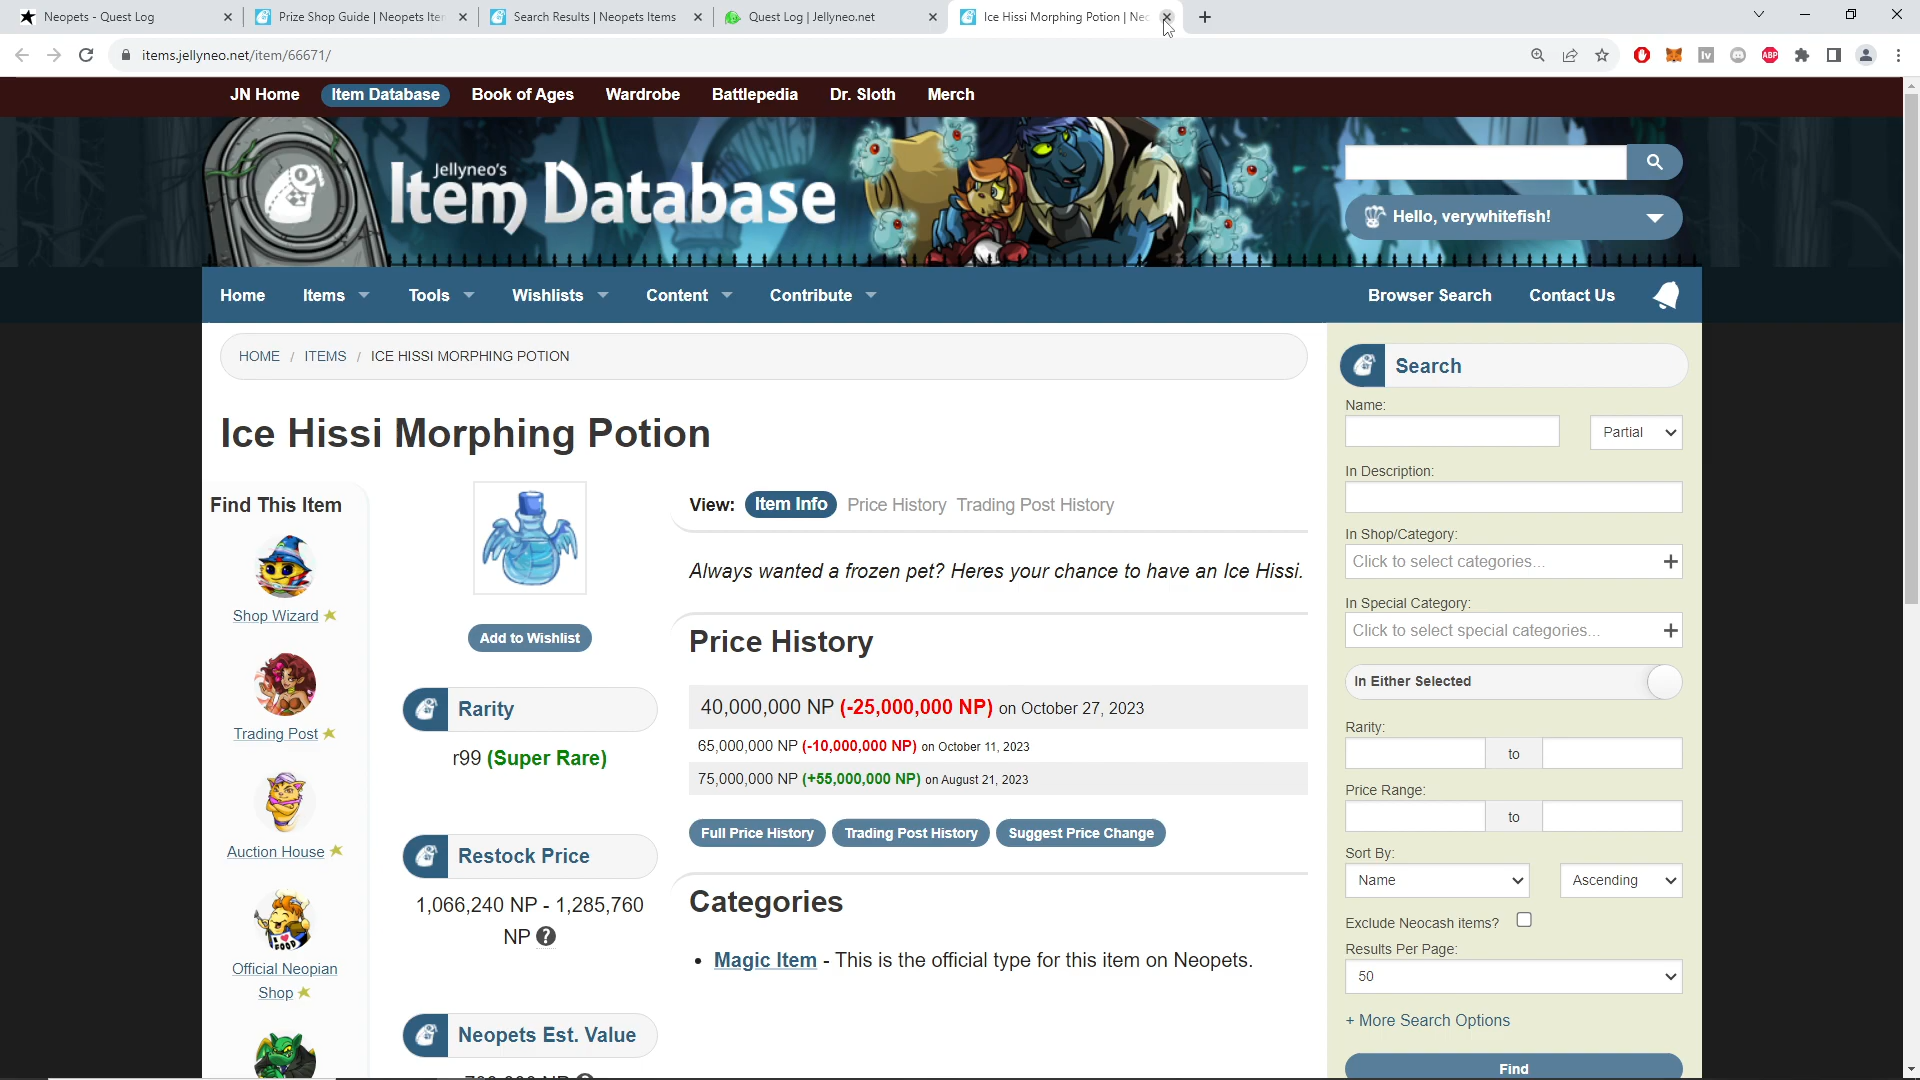 Neopets - Quest Log
Prize Shop Guide | Neopets Iter
Search Results | Neopets Items
Quest Log | Jellyneo.net
Ice Hissi Morphing Potion | Neo
items.jellyneo.net/item/66671/
JN Home
Item Database
Book of Ages
Wardrobe
Battlepedia
Dr. Sloth
Merch
Jellyneo's
Item Database
Hello, verywhitefish!
Home
Items
Tools
Wishlists
Content
Contribute
Browser Search
Contact Us
HOME / ITEMS / ICE HISSI MORPHING POTION
Ice Hissi Morphing Potion
Find This Item
Shop Wizard
Trading Post
Auction House
I FOOD
Official Neopian
Shop
Add to Wishlist
Rarity
r99 (Super Rare)
Restock Price
1,066,240 NP - 1,285,760
NP ?
Neopets Est. Value
View: Item Info Price History Trading Post History
Always wanted a frozen pet? Heres your chance to have an Ice Hissi.
Price History
40,000,000 NP (-25,000,000 NP) on October 27, 2023
65,000,000 NP (-10,000,000 NP) on October 11, 2023
75,000,000 NP (+55,000,000 NP) on August 21, 2023
Full Price History
Trading Post History
Suggest Price Change
Categories
• Magic Item - This is the official type for this item on Neopets.
Search
Name:
Partial
In Description:
In Shop/Category:
Click to select categories... +
In Special Category:
Click to select special categories... +
In Either Selected
Rarity:
to
Price Range:
to
Sort By:
Name
Ascending
Exclude Neocash items?
Results Per Page:
50
+ More Search Options
Find
ABP
lv